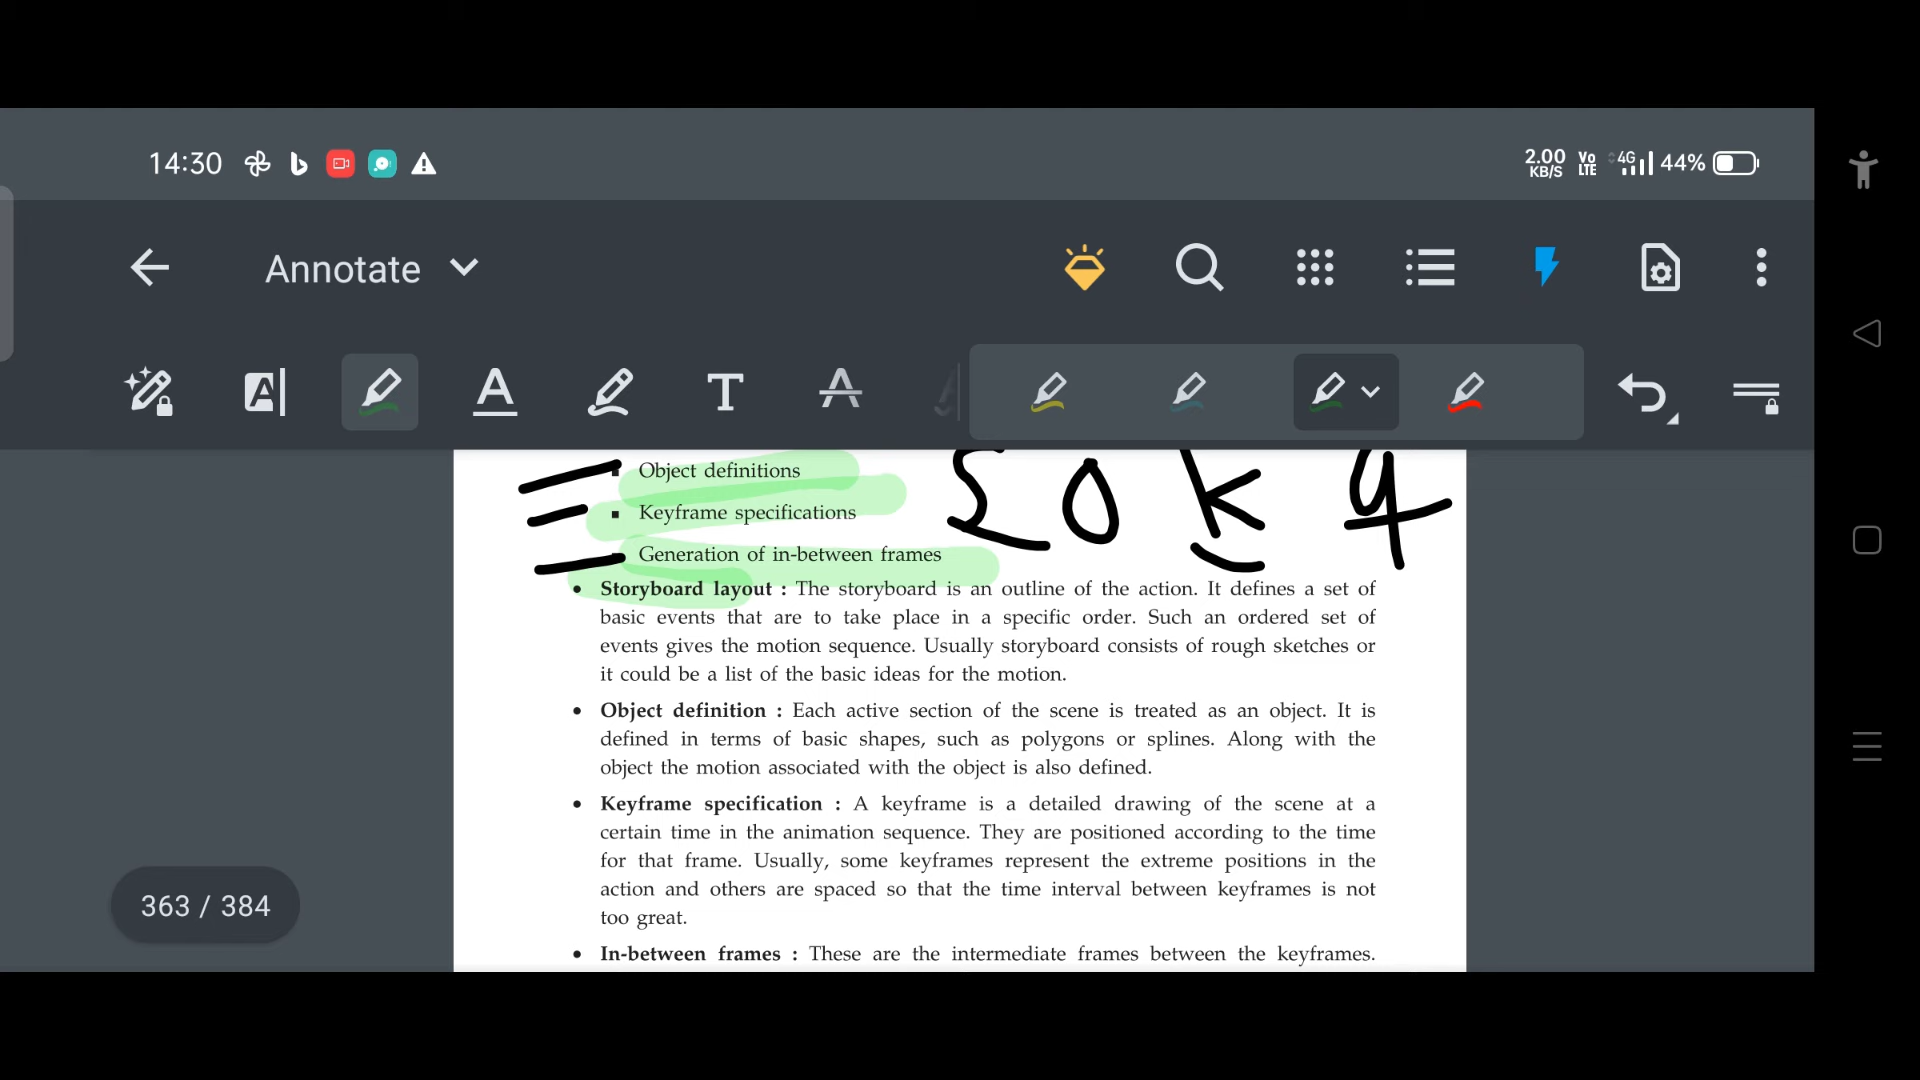 14:30
2.00 KB/S Vo LTE 4G 44%
Annotate
Object definitions
Keyframe specifications
Generation of in-between frames
• Storyboard layout : The storyboard is an outline of the action. It defines a set of
basic events that are to take place in a specific order. Such an ordered set of
events gives the motion sequence. Usually storyboard consists of rough sketches or
it could be a list of the basic ideas for the motion.
• Object definition : Each active section of the scene is treated as an object. It is
defined in terms of basic shapes, such as polygons or splines. Along with the
object the motion associated with the object is also defined.
• Keyframe specification : A keyframe is a detailed drawing of the scene at a
certain time in the animation sequence. They are positioned according to the time
for that frame. Usually, some keyframes represent the extreme positions in the
action and others are spaced so that the time interval between keyframes is not
too great.
363 / 384
• In-between frames : These are the intermediate frames between the keyframes.